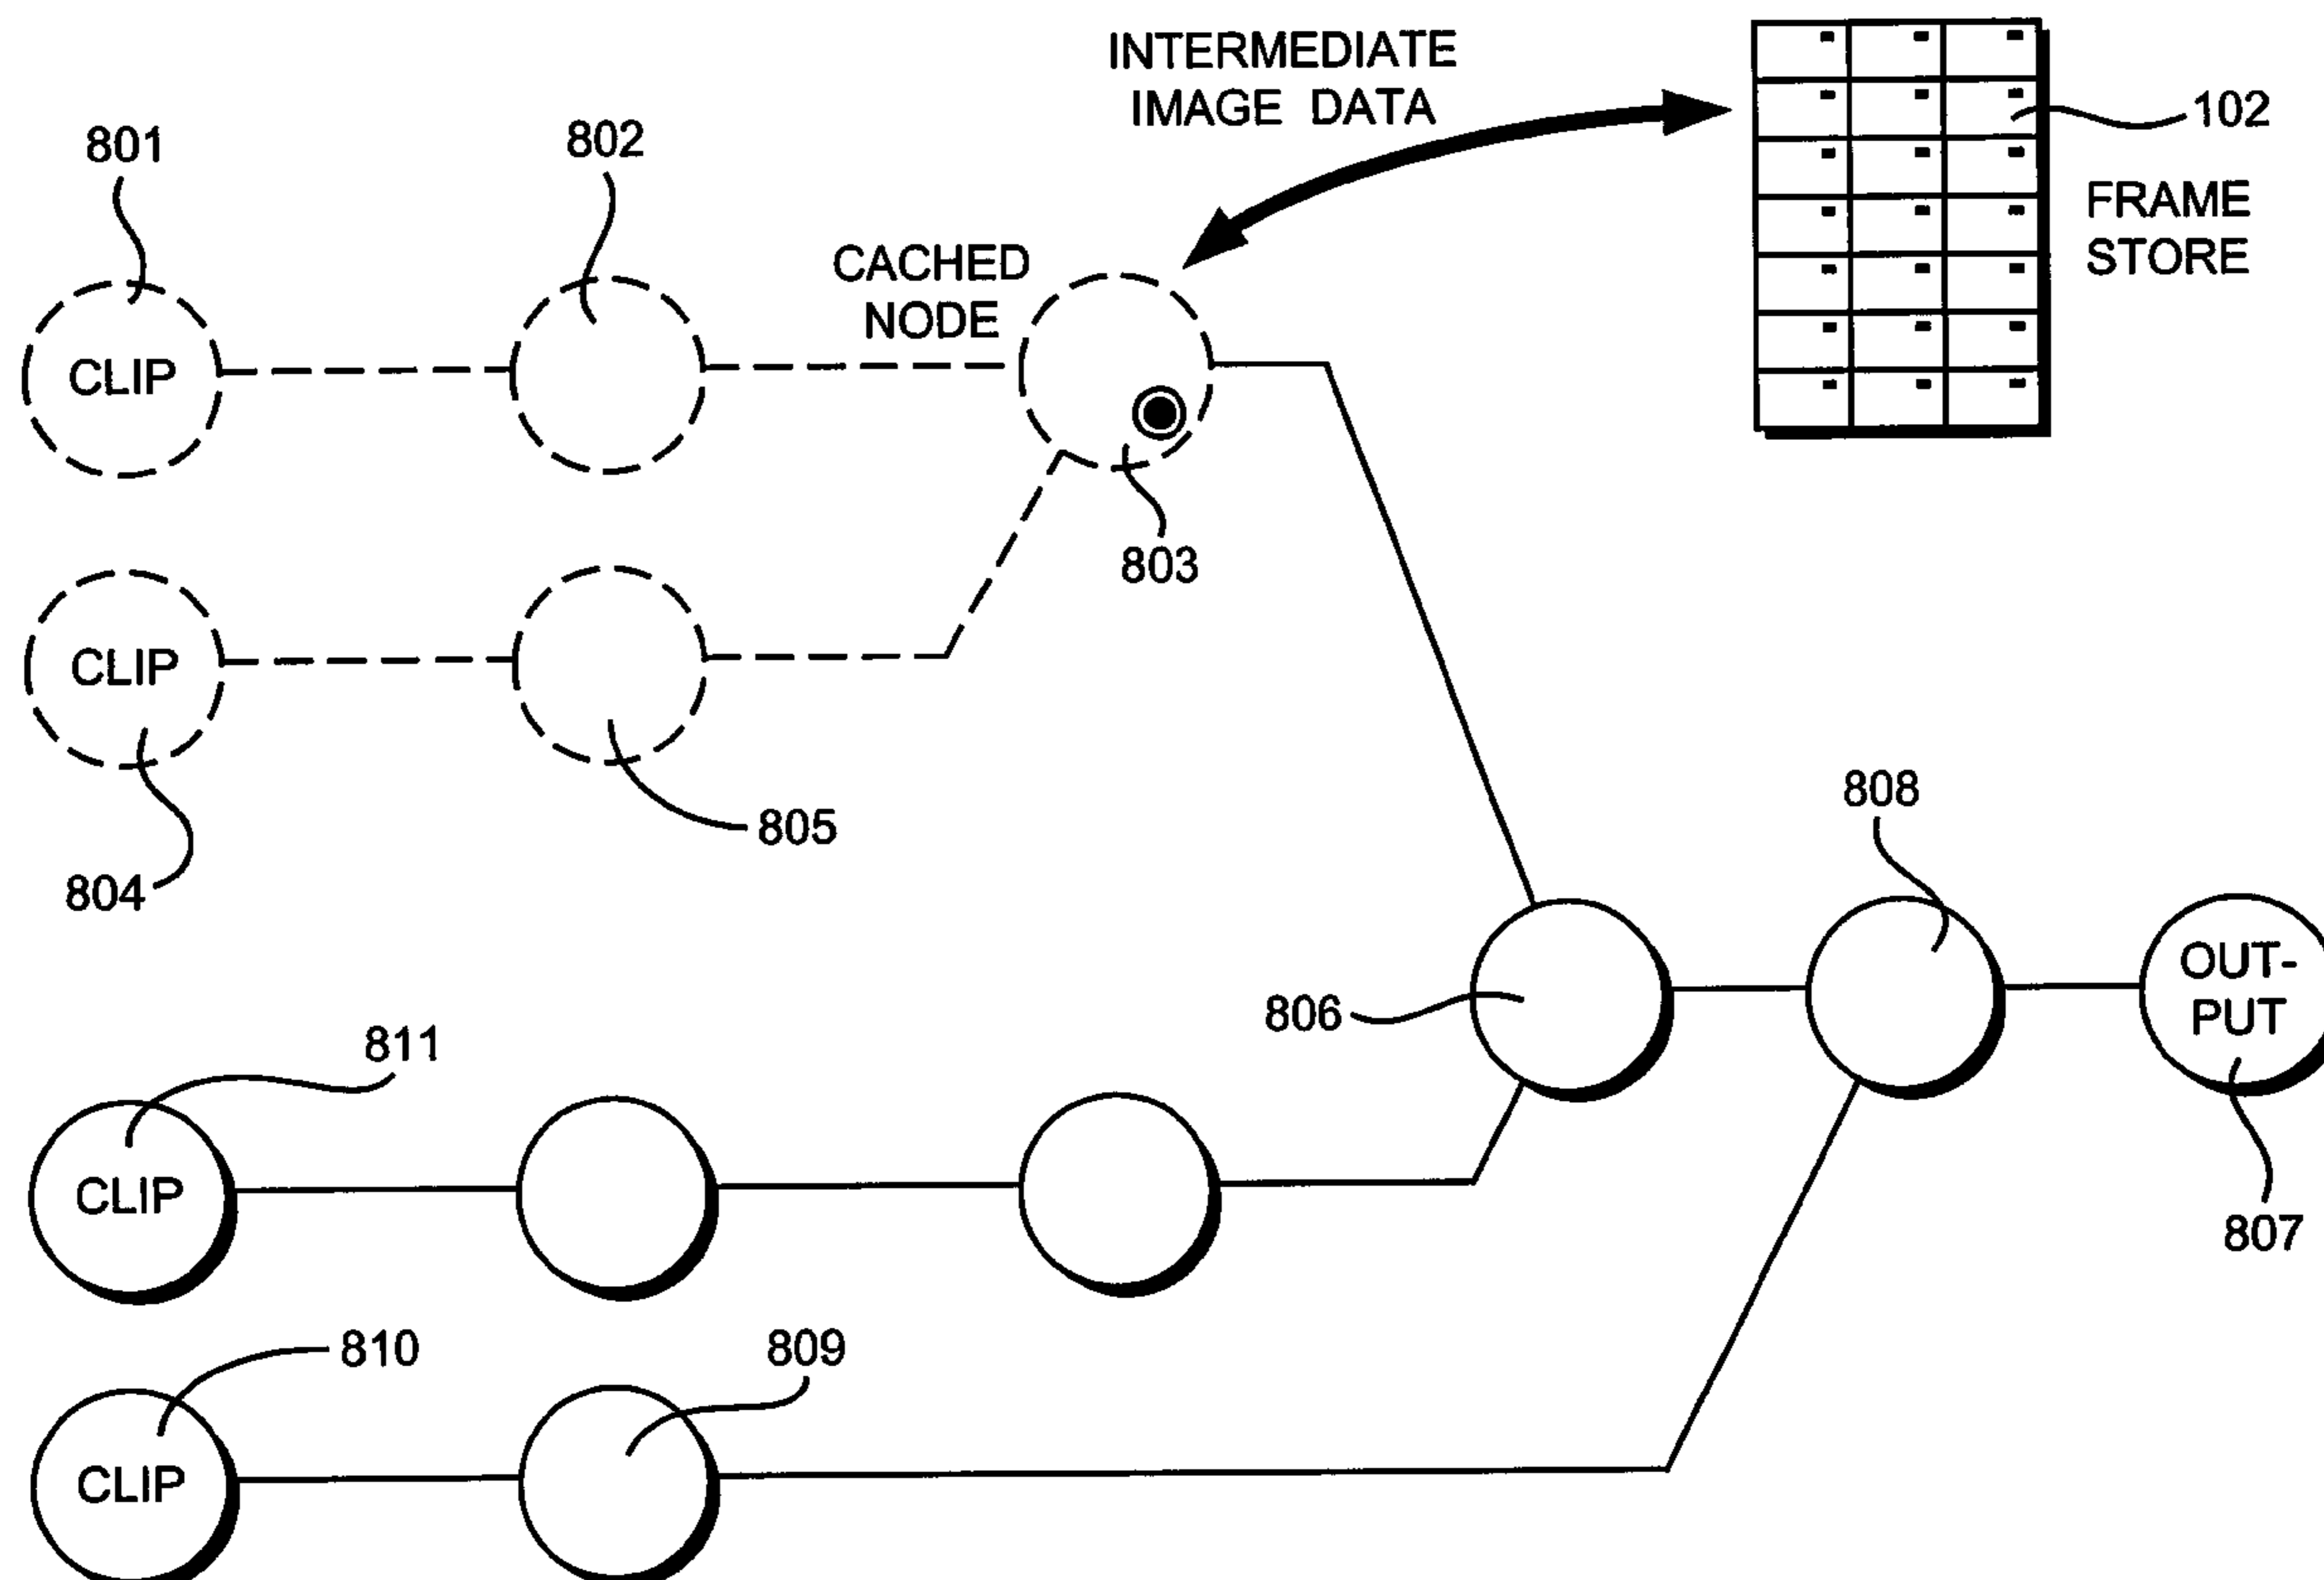 INTERMEDIATE
IMAGE DATA
102
FRAME
STORE
801
802
CACHED
NODE
CLIP
803
CLIP
805
804
808
OUT-
PUT
806
811
CLIP
807
810
809
CLIP